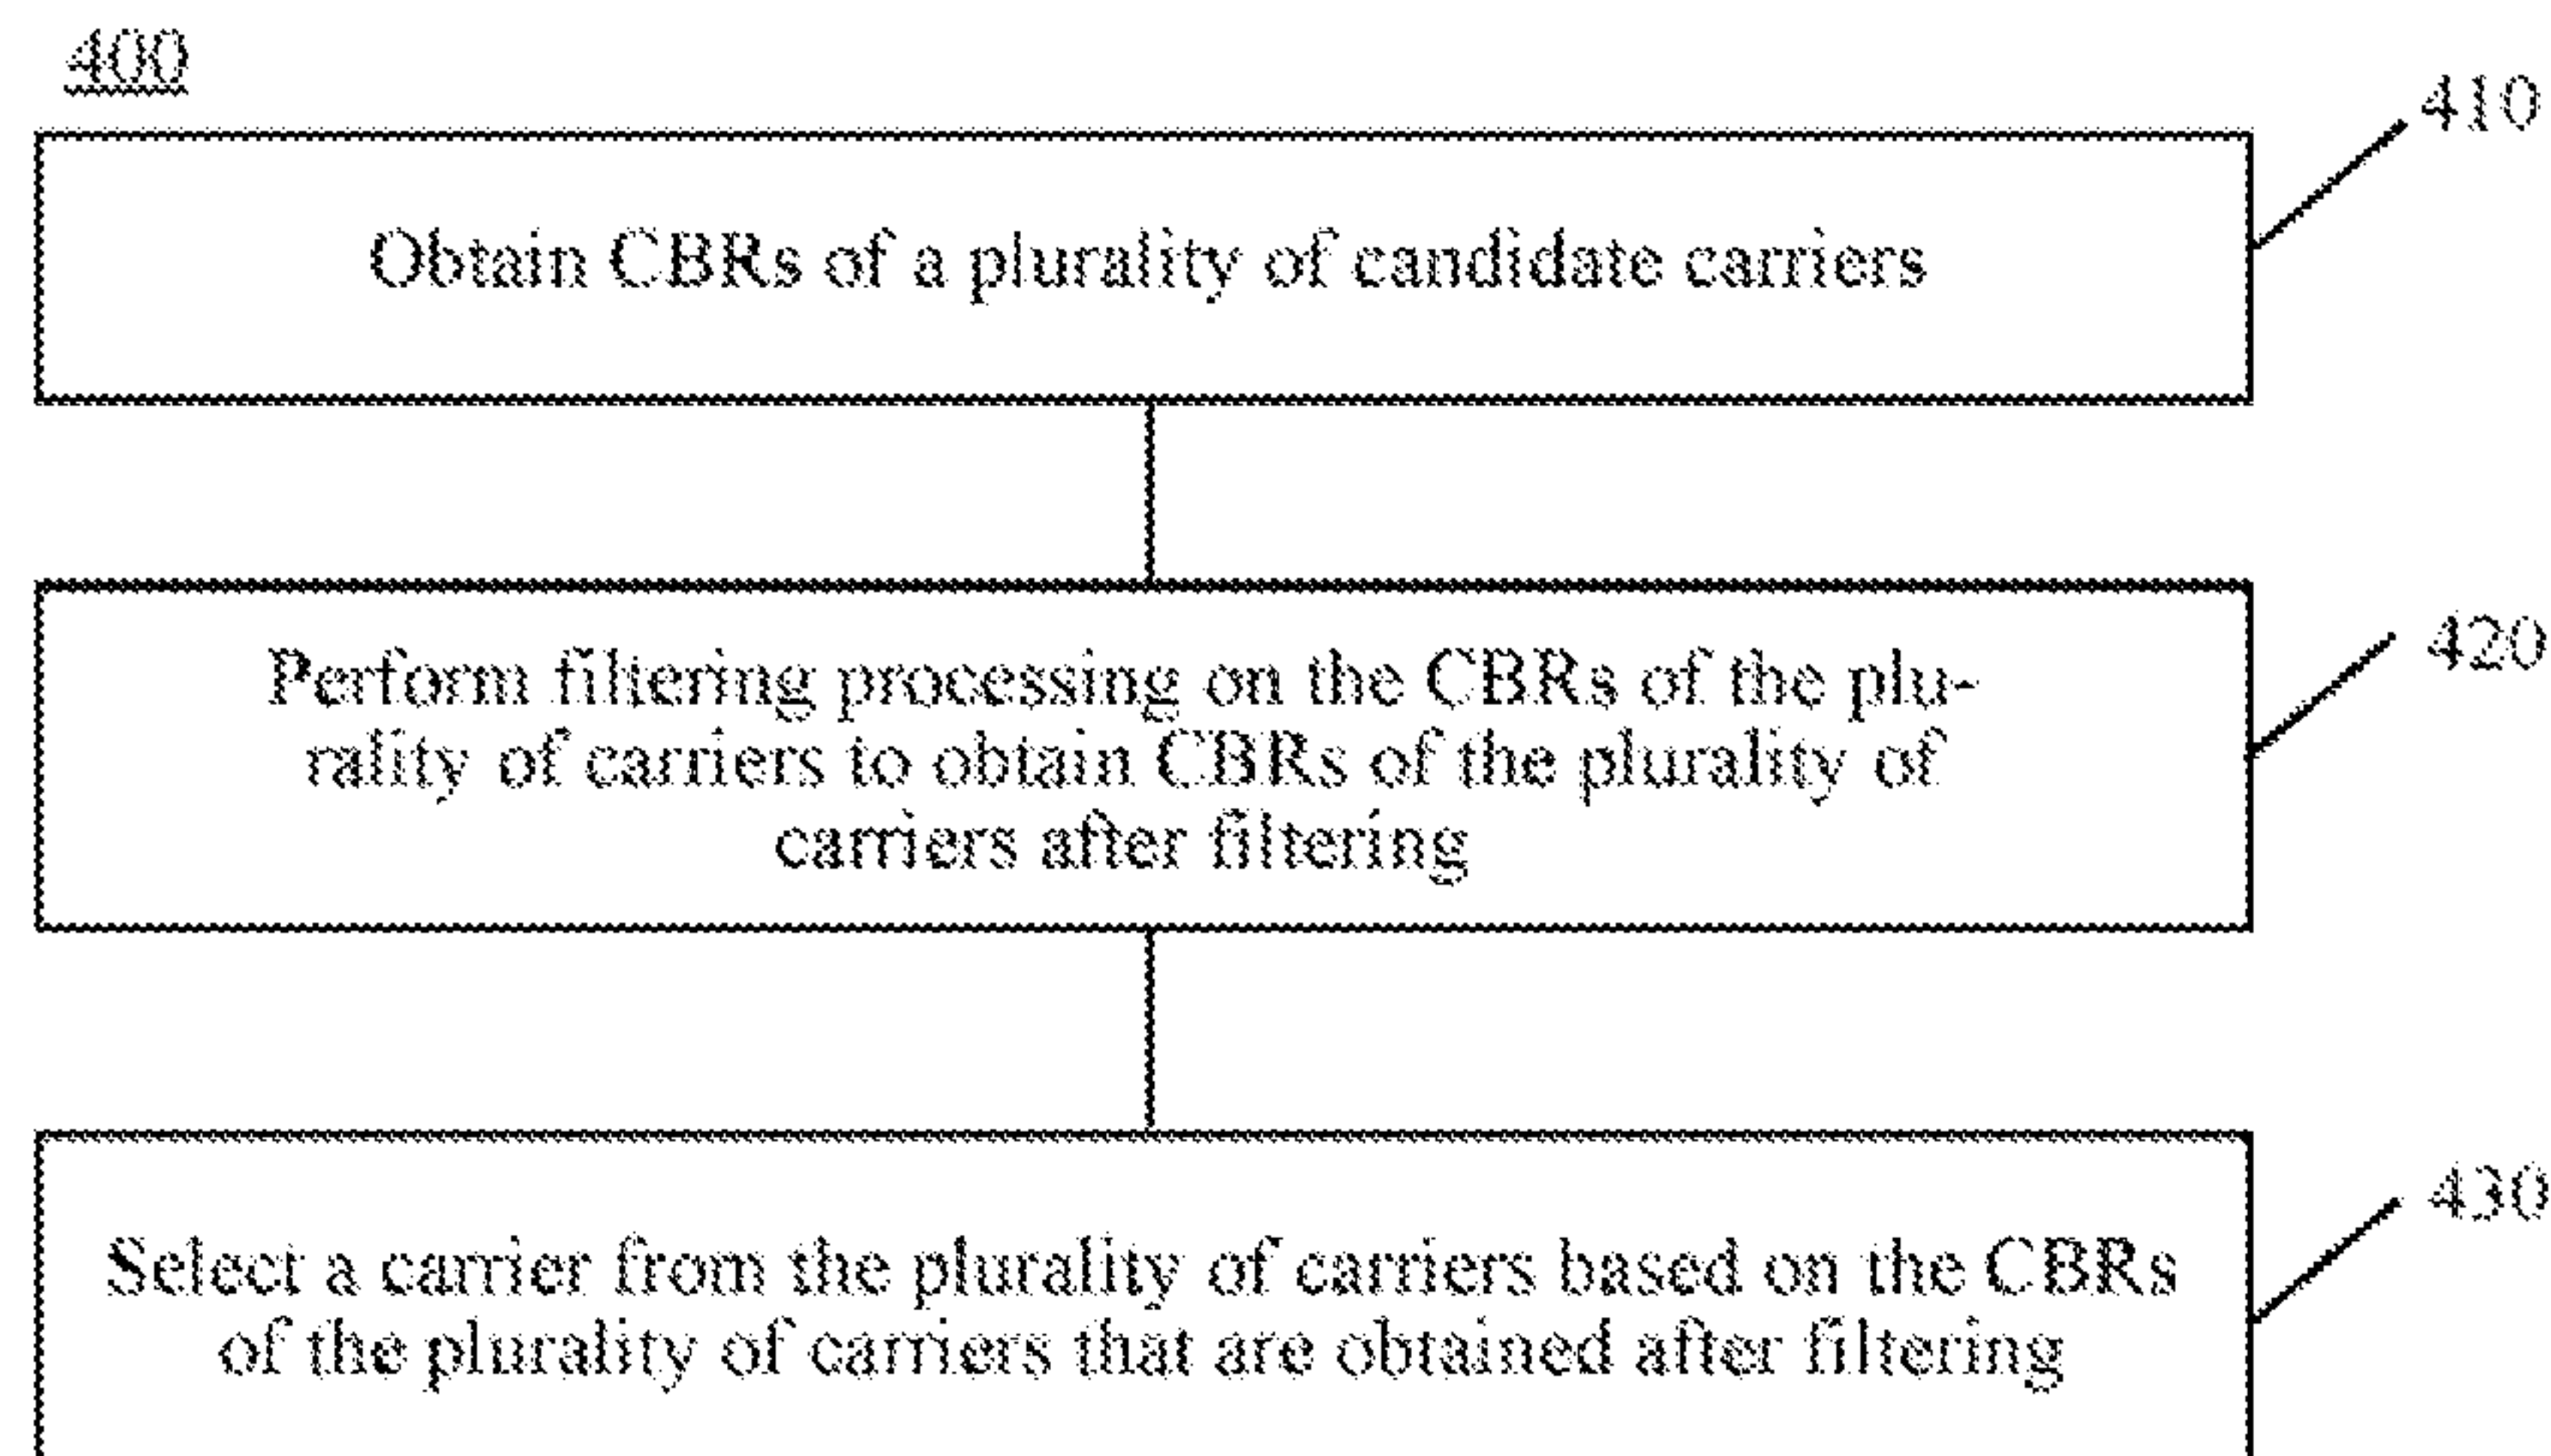 400
410
Obtain CBRs of a plurality of candidate carriers
420
Perform filtering processing on the CBRs of the plu-
rality of carriers to obtain CBRs of the plurality of
carriers after filtering
430
Select a carrier from the plurality of carriers based on the CBRs
of the plurality of carriers that are obtained after filtering